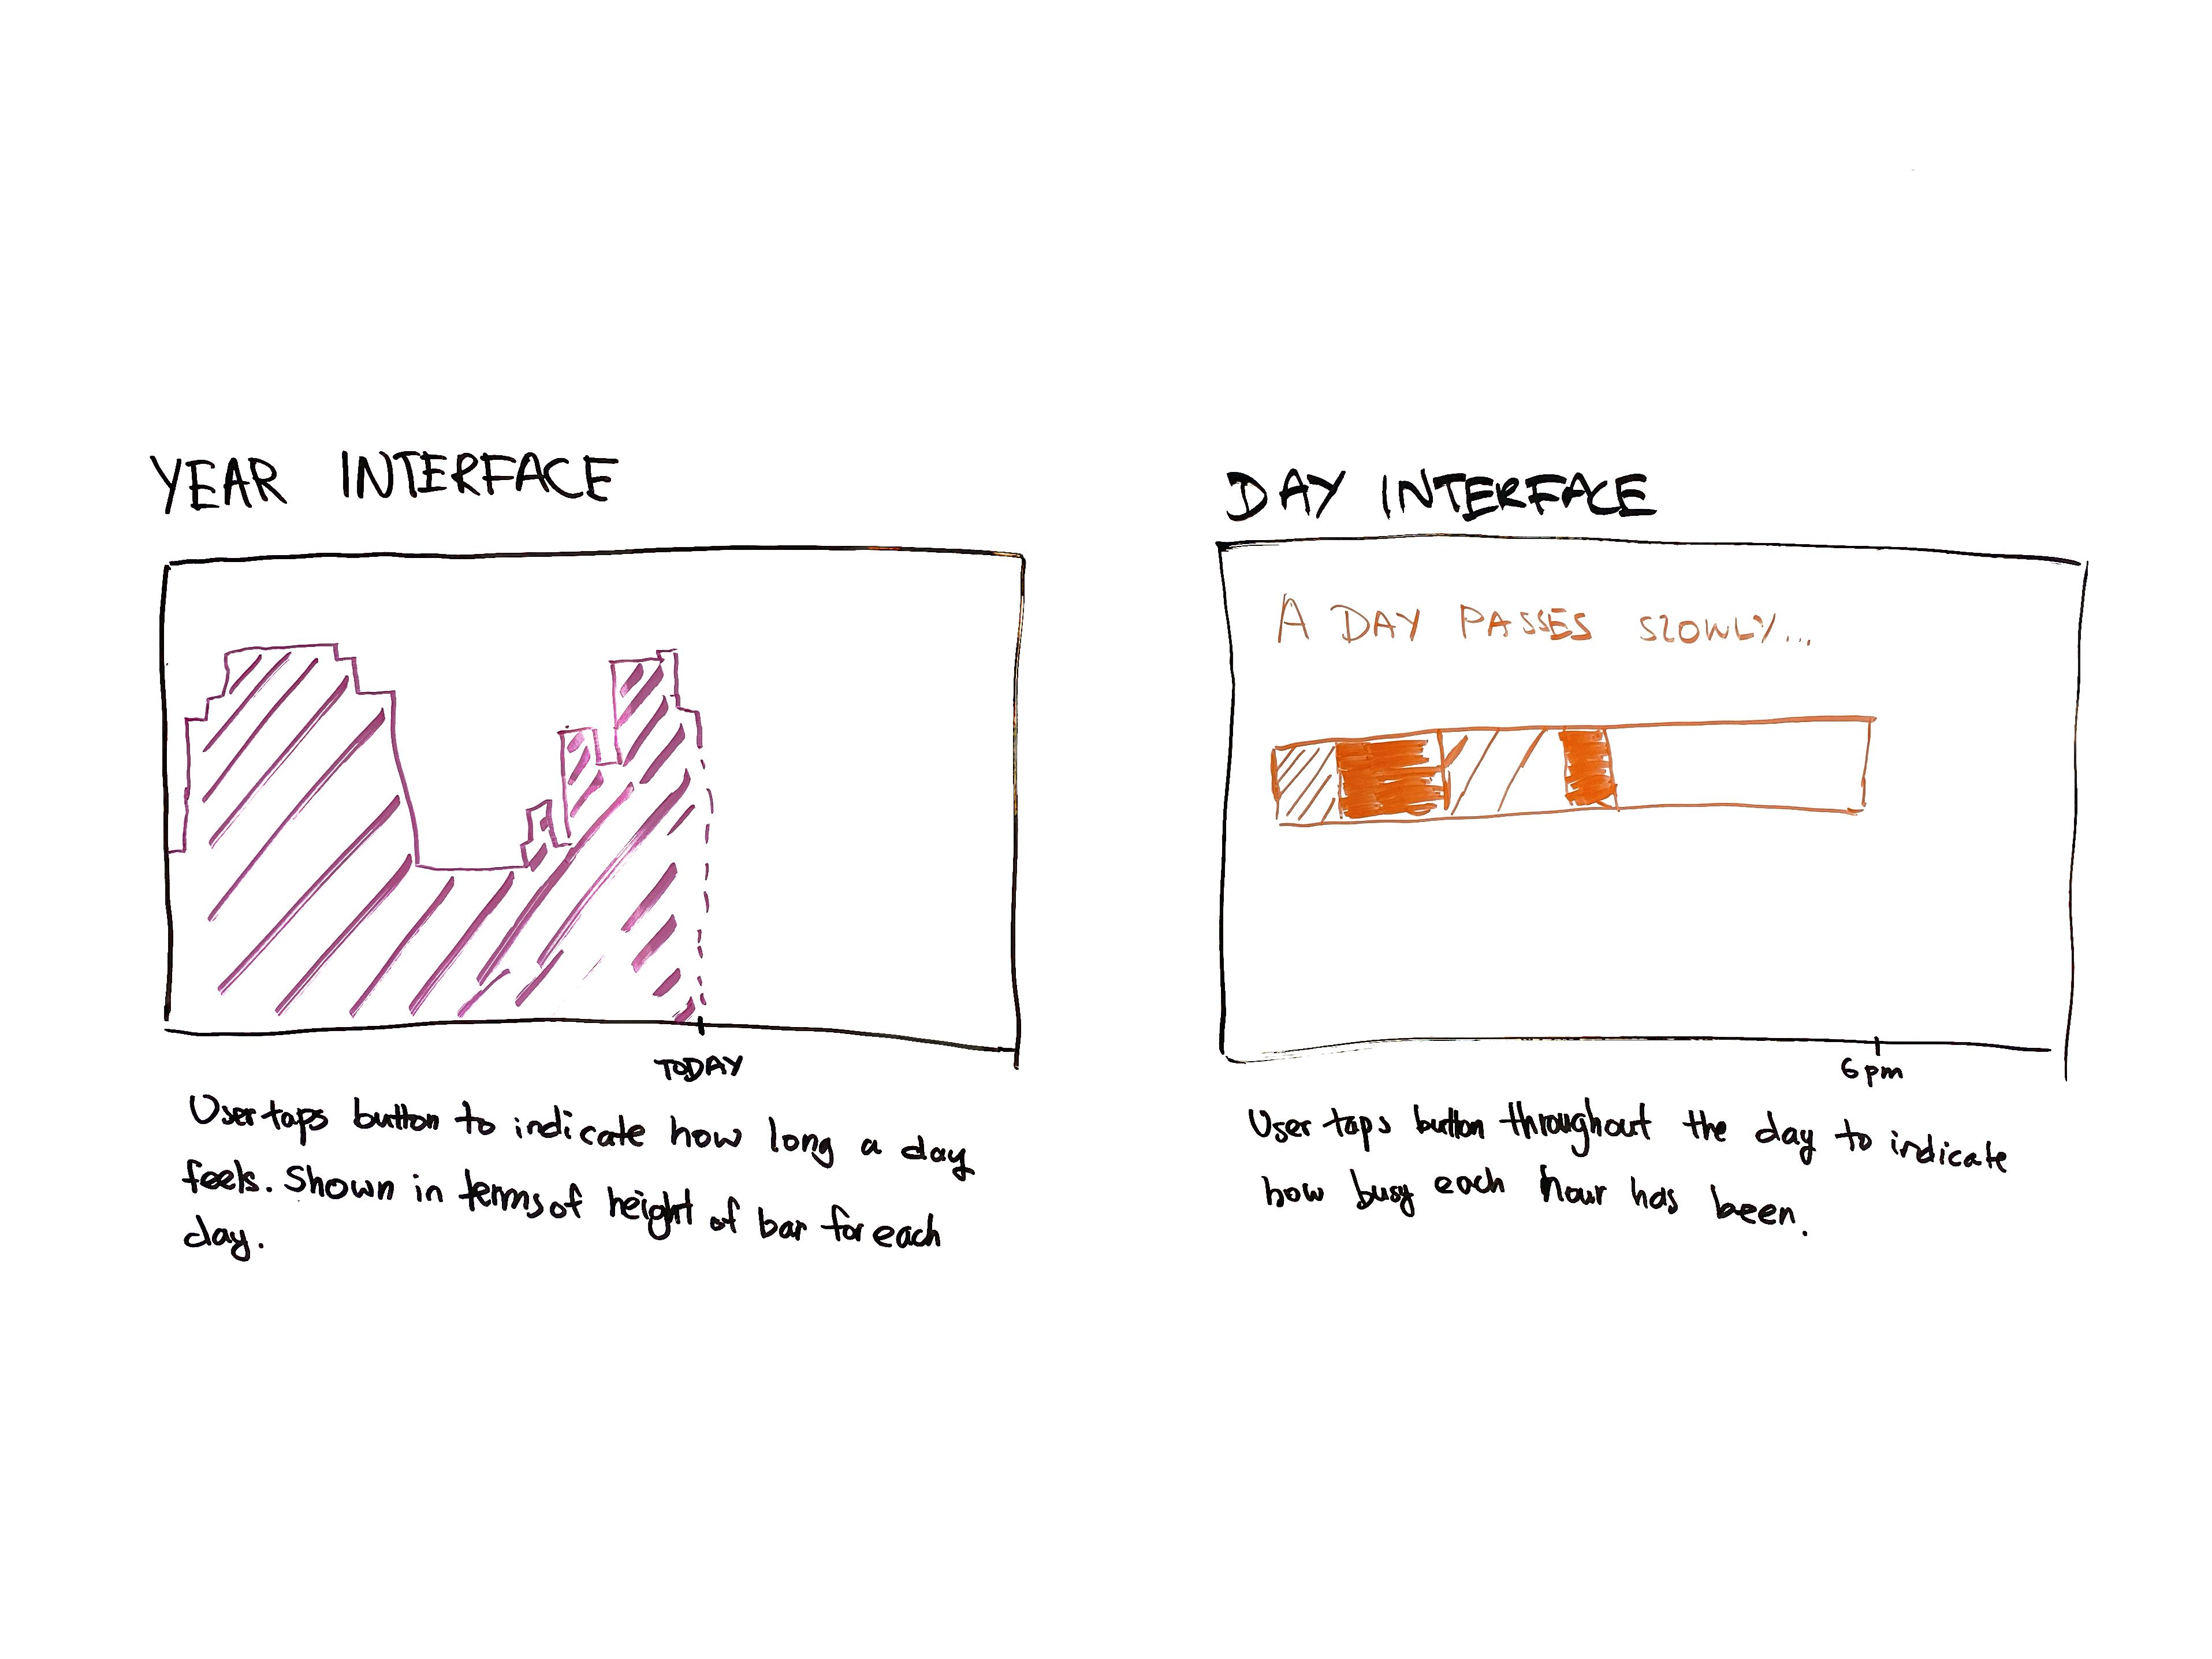 YEAR INTERFACE
TODAY
User taps button to indicate how long a day
feels. Shown in terms of height of bar for each
day.
DAY INTERFACE
A DAY PASSES SLOWLY...
6pm
User taps button throughout the day to indicate
how busy each hour has been.